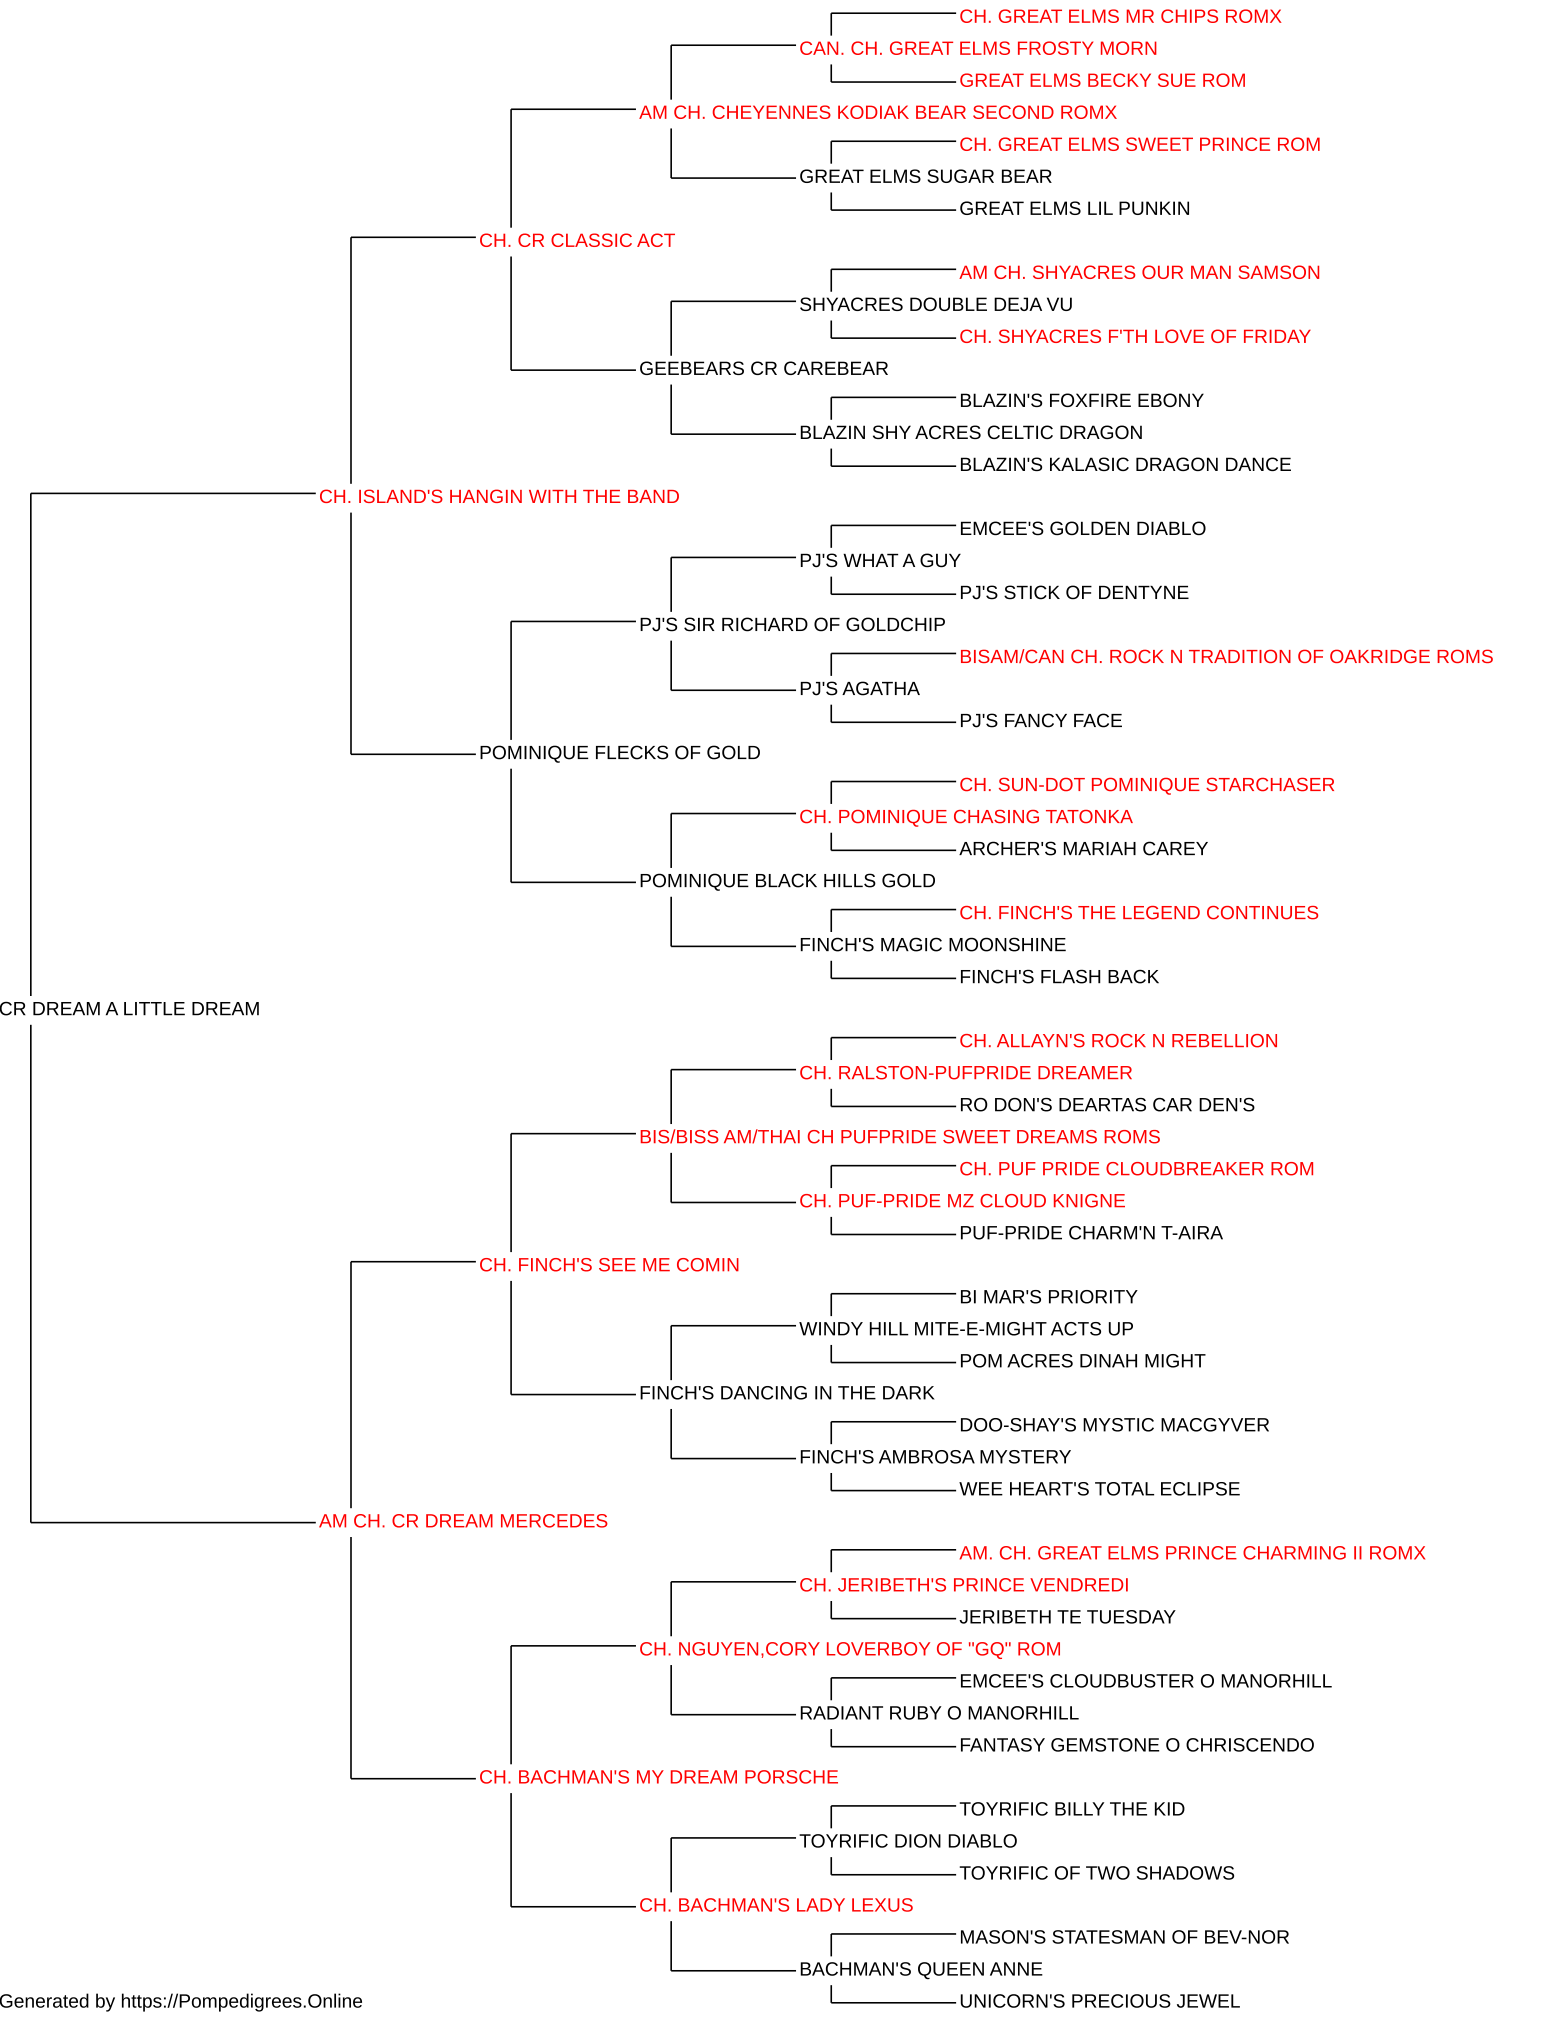 CH. GREAT ELMS MR CHIPS ROMX
CAN. CH. GREAT ELMS FROSTY MORN
GREAT ELMS BECKY SUE ROM
AM CH. CHEYENNES KODIAK BEAR SECOND ROMX
CH. GREAT ELMS SWEET PRINCE ROM
GREAT ELMS SUGAR BEAR
GREAT ELMS LIL PUNKIN
CH. CR CLASSIC ACT
AM CH. SHYACRES OUR MAN SAMSON
SHYACRES DOUBLE DEJA VU
CH. SHYACRES F'TH LOVE OF FRIDAY
GEEBEARS CR CAREBEAR
BLAZIN'S FOXFIRE EBONY
BLAZIN SHY ACRES CELTIC DRAGON
BLAZIN'S KALASIC DRAGON DANCE
CH. ISLAND'S HANGIN WITH THE BAND
EMCEE'S GOLDEN DIABLO
PJ'S WHAT A GUY
PJ'S STICK OF DENTYNE
PJ'S SIR RICHARD OF GOLDCHIP
BISAM/CAN CH. ROCK N TRADITION OF OAKRIDGE ROMS
PJ'S AGATHA
PJ'S FANCY FACE
POMINIQUE FLECKS OF GOLD
CH. SUN-DOT POMINIQUE STARCHASER
CH. POMINIQUE CHASING TATONKA
ARCHER'S MARIAH CAREY
POMINIQUE BLACK HILLS GOLD
CH. FINCH'S THE LEGEND CONTINUES
FINCH'S MAGIC MOONSHINE
FINCH'S FLASH BACK
CR DREAM A LITTLE DREAM
CH. ALLAYN'S ROCK N REBELLION
CH. RALSTON-PUFPRIDE DREAMER
RO DON'S DEARTAS CAR DEN'S
BIS/BISS AM/THAI CH PUFPRIDE SWEET DREAMS ROMS
CH. PUF PRIDE CLOUDBREAKER ROM
CH. PUF-PRIDE MZ CLOUD KNIGNE
PUF-PRIDE CHARM'N T-AIRA
CH. FINCH'S SEE ME COMIN
BI MAR'S PRIORITY
WINDY HILL MITE-E-MIGHT ACTS UP
POM ACRES DINAH MIGHT
FINCH'S DANCING IN THE DARK
DOO-SHAY'S MYSTIC MACGYVER
FINCH'S AMBROSA MYSTERY
WEE HEART'S TOTAL ECLIPSE
AM CH. CR DREAM MERCEDES
AM. CH. GREAT ELMS PRINCE CHARMING II ROMX
CH. JERIBETH'S PRINCE VENDREDI
JERIBETH TE TUESDAY
CH. NGUYEN,CORY LOVERBOY OF "GQ" ROM
EMCEE'S CLOUDBUSTER O MANORHILL
RADIANT RUBY O MANORHILL
FANTASY GEMSTONE O CHRISCENDO
CH. BACHMAN'S MY DREAM PORSCHE
TOYRIFIC BILLY THE KID
TOYRIFIC DION DIABLO
TOYRIFIC OF TWO SHADOWS
CH. BACHMAN'S LADY LEXUS
MASON'S STATESMAN OF BEV-NOR
BACHMAN'S QUEEN ANNE
UNICORN'S PRECIOUS JEWEL
Generated by https://Pompedigrees.Online